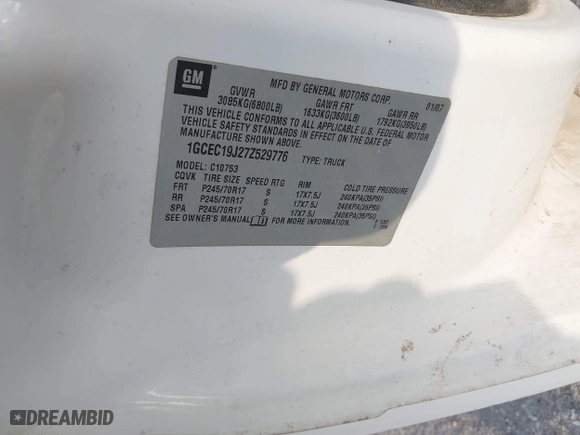 GM
MFD BY GENERAL MOTORS CORP. 01/07
GVWR GAWR FRT GAWR RR
3085KG(6800LB) 1633KG(3600LB) 1792KG(3950LB)
THIS VEHICLE CONFORMS TO ALL APPLICABLE U.S. FEDERAL MOTOR
VEHICLE SAFETY STANDARDS IN EFFECT ON THE DATE OF
MANUFACTURE SHOWN ABOVE.
1GCEC19J27Z529776 TYPE: TRUCK
MODEL: C10753
CQVK TIRE SIZE SPEED RTG RIM COLD TIRE PRESSURE
FRT P245/70R17 S 17X7.5J 240KPA(35PSI)
RR P245/70R17 S 17X7.5J 240KPA(35PSI)
SPA P245/70R17 S 17X7.5J 240KPA(35PSI)
SEE OWNER'S MANUAL FOR MORE INFORMATION.
DREAMBID